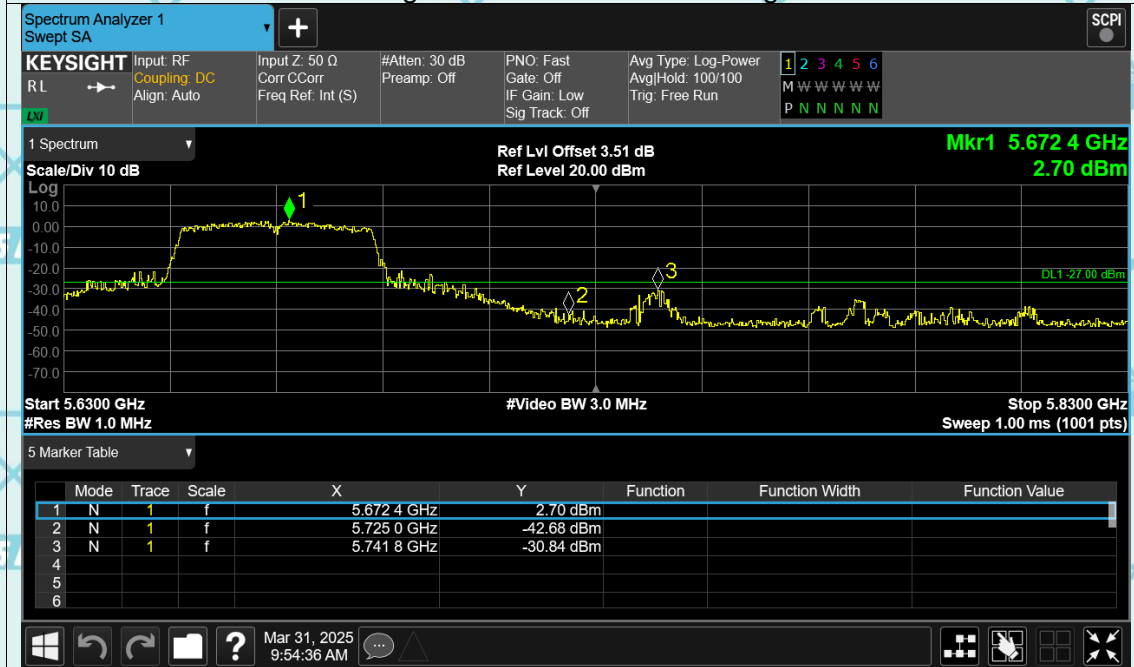 Spectrum Analyzer 1
Swept SA
+
SCPI
KEYSIGHT
RL
LXI
Input: RF
Coupling: DC
Align: Auto
Input Z: 50 Ω
Corr CCorr
Freq Ref: Int (S)
#Atten: 30 dB
Preamp: Off
PNO: Fast
Gate: Off
IF Gain: Low
Sig Track: Off
Avg Type: Log-Power
Avg|Hold: 100/100
Trig: Free Run
1 2 3 4 5 6
M W W W W W
P N N N N N
1 Spectrum
Scale/Div 10 dB
Ref Lvl Offset 3.51 dB
Ref Level 20.00 dBm
Mkr1 5.672 4 GHz
2.70 dBm
Log
10.0
0.00
-10.0
-20.0
-30.0
-40.0
-50.0
-60.0
-70.0
1
2
3
DL1 -27.00 dBm
Start 5.6300 GHz
#Res BW 1.0 MHz
#Video BW 3.0 MHz
Stop 5.8300 GHz
Sweep 1.00 ms (1001 pts)
5 Marker Table
Mode Trace Scale X Y Function Function Width Function Value
1 N 1 f 5.672 4 GHz 2.70 dBm
2 N 1 f 5.725 0 GHz -42.68 dBm
3 N 1 f 5.741 8 GHz -30.84 dBm
4
5
6
?
Mar 31, 2025
9:54:36 AM